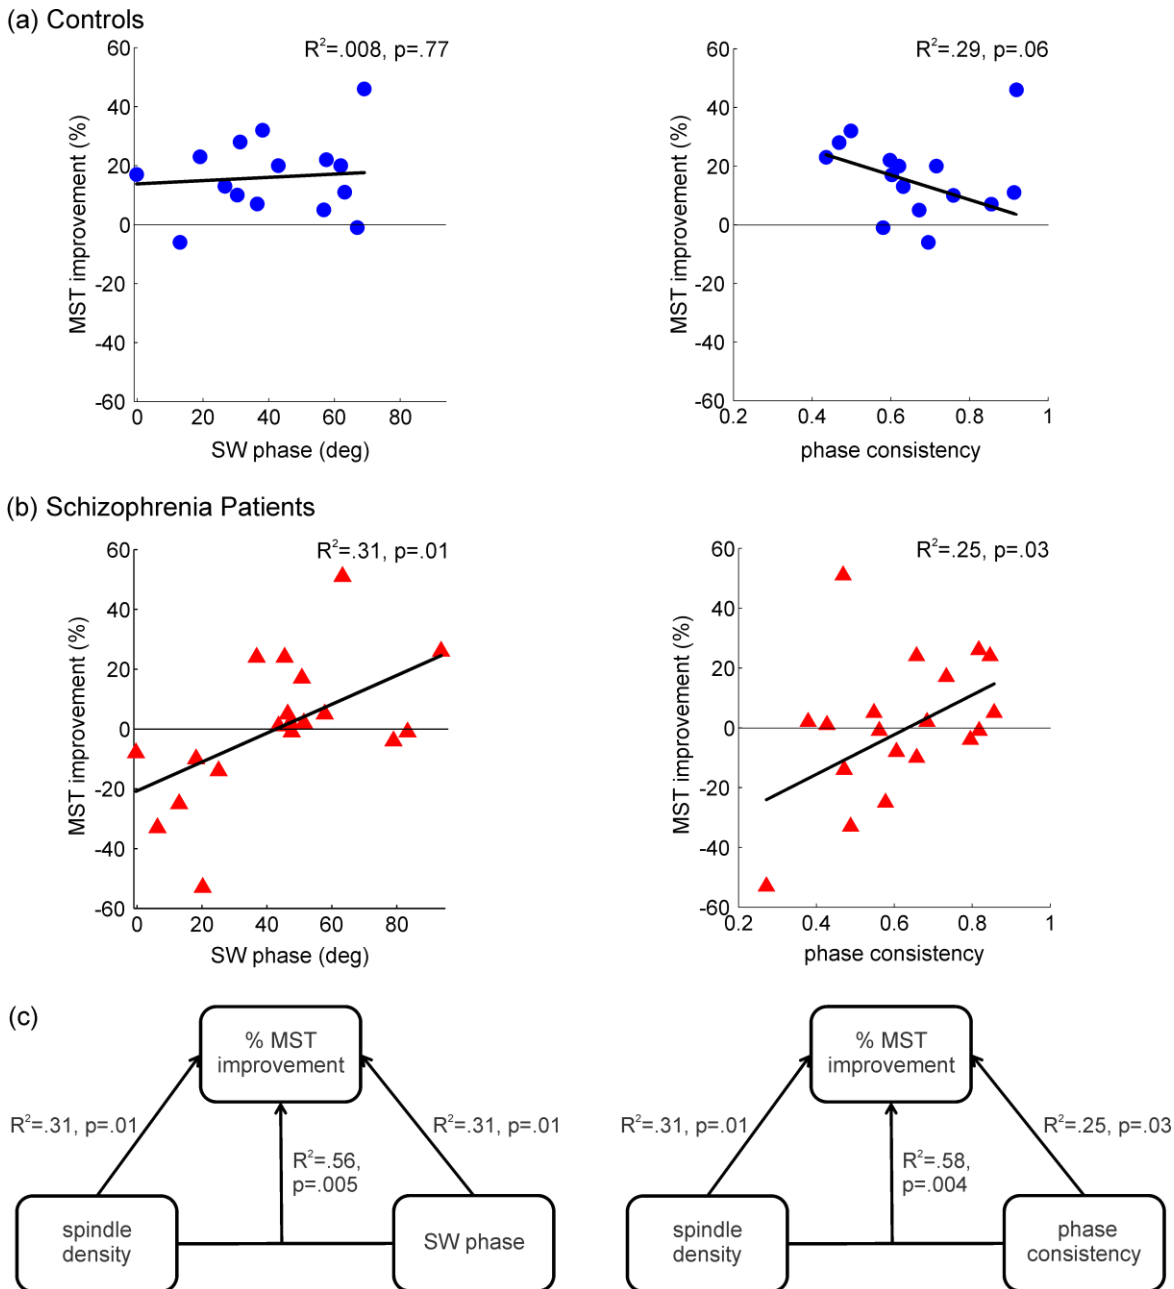 (a) Controls
R²=.008, p=.77
60
40
20
0
-20
-40
-60
MST improvement (%)
0 20 40 60 80
SW phase (deg)
R²=.29, p=.06
60
40
20
0
-20
-40
-60
MST improvement (%)
0.2 0.4 0.6 0.8 1
phase consistency
(b) Schizophrenia Patients
R²=.31, p=.01
60
40
20
0
-20
-40
-60
MST improvement (%)
0 20 40 60 80
SW phase (deg)
R²=.25, p=.03
60
40
20
0
-20
-40
-60
MST improvement (%)
0.2 0.4 0.6 0.8 1
phase consistency
(c)
% MST
improvement
R²=.31, p=.01
R²=.31, p=.01
R²=.56,
p=.005
spindle
density
SW phase
% MST
improvement
R²=.31, p=.01
R²=.25, p=.03
R²=.58,
p=.004
spindle
density
phase
consistency